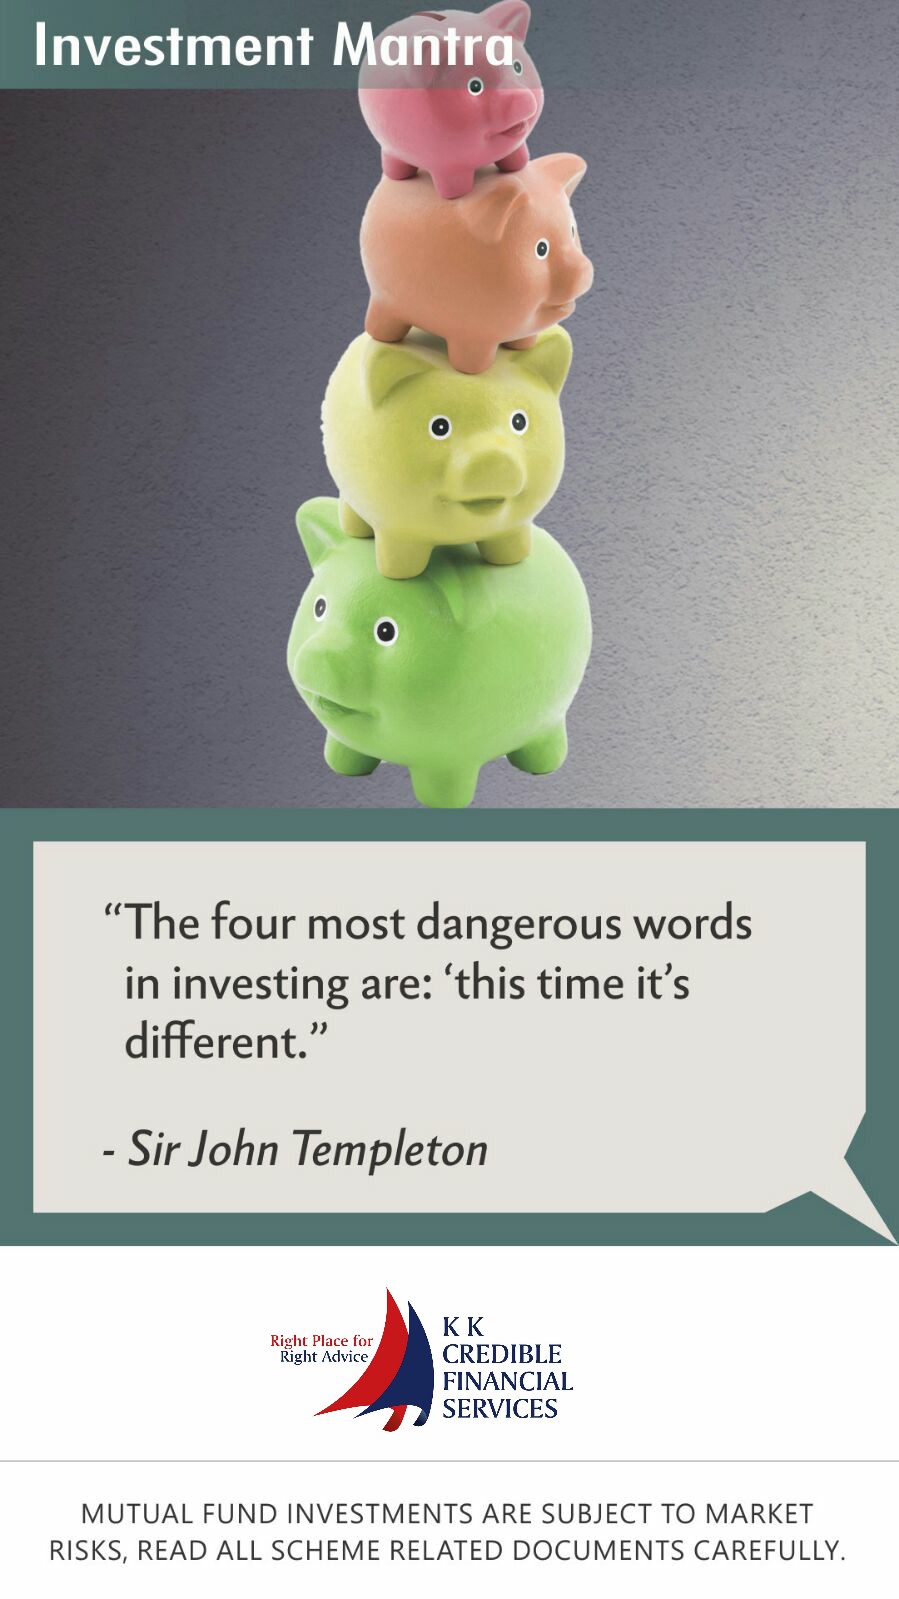 Investment Mantra
“The four most dangerous words
in investing are: ‘this time it’s
different.”
- Sir John Templeton
Right Place for
Right Advice
K K
CREDIBLE
FINANCIAL
SERVICES
MUTUAL FUND INVESTMENTS ARE SUBJECT TO MARKET
RISKS, READ ALL SCHEME RELATED DOCUMENTS CAREFULLY.